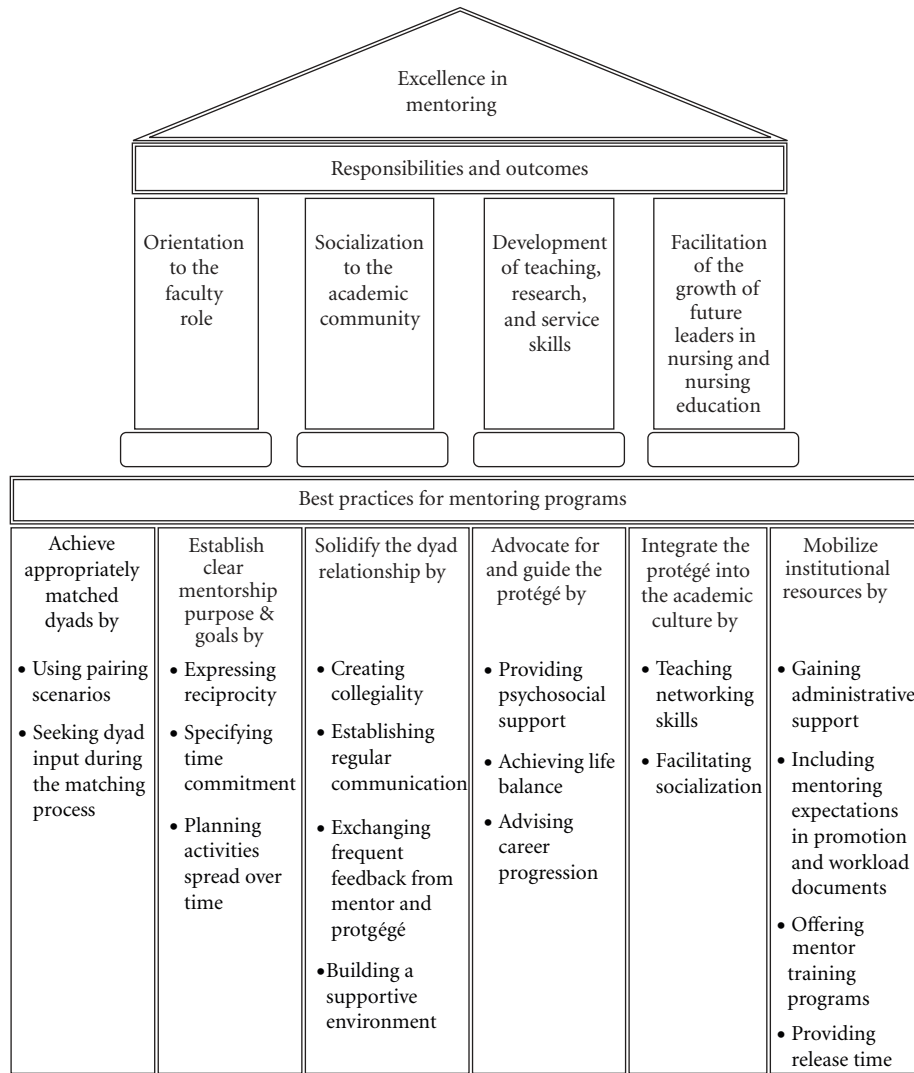 Excellence in
mentoring
Responsibilities and outcomes
Orientation
to the
faculty
role
Socialization
to the
academic
community
Development
of teaching,
research,
and service
skills
Facilitation
of the
growth of
future
leaders in
nursing and
nursing
education
Best practices for mentoring programs
Achieve
appropriately
matched
dyads by
• Using pairing
scenarios
• Seeking dyad
input during
the matching
process
Establish
clear
mentorship
purpose &
goals by
• Expressing
reciprocity
• Specifying
time
commitment
• Planning
activities
spread over
time
Solidify the dyad
relationship by
• Creating
collegiality
• Establishing
regular
communication
• Exchanging
frequent
feedback from
mentor and
protgégé
• Building a
supportive
environment
Advocate for
and guide the
protégé by
• Providing
psychosocial
support
• Achieving life
balance
• Advising
career
progression
Integrate the
protégé into
the academic
culture by
• Teaching
networking
skills
• Facilitating
socialization
Mobilize
institutional
resources by
• Gaining
administrative
support
• Including
mentoring
expectations
in promotion
and workload
documents
• Offering
mentor
training
programs
• Providing
release time